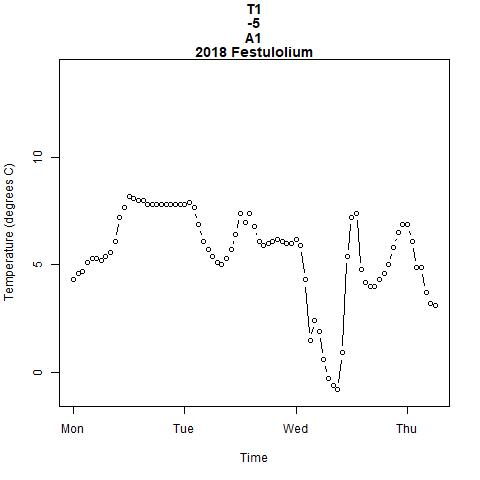 T1
-5
A1
2018 Festulolium
Temperature (degrees C)
10
5
0
Mon Tue Wed Thu
Time